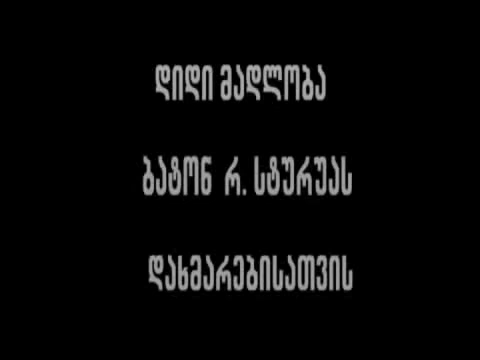 დიდი მადლობა
ბატონ რ. სტურუას
დახმარებისათვის